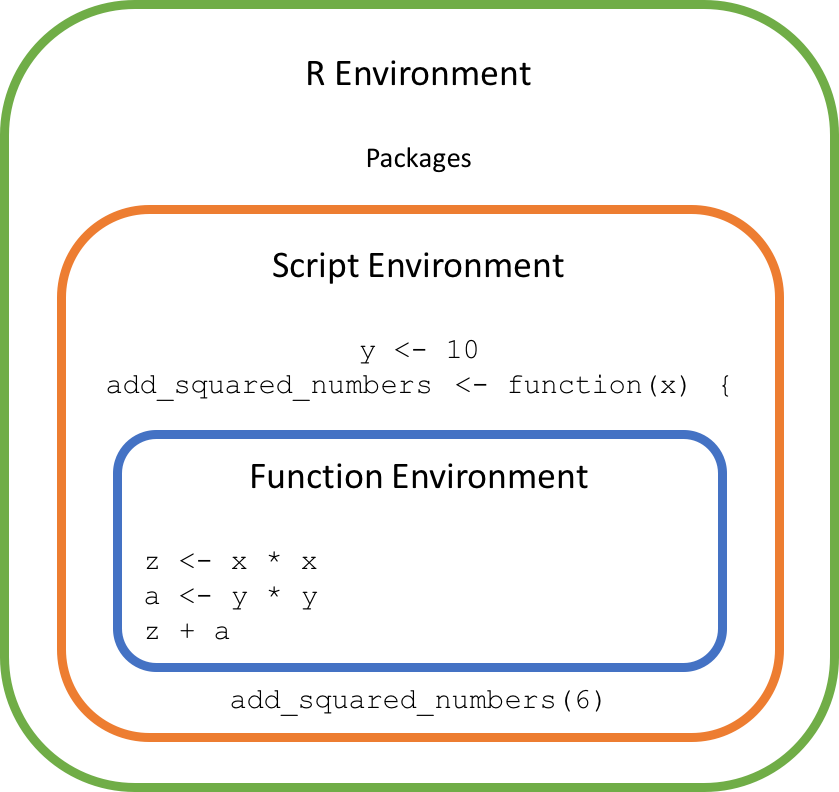 R Environment
Packages
Script Environment
y <- 10
add_squared_numbers <- function(x) {
Function Environment
z <- x * x
a <- y * y
z + a
add_squared_numbers(6)